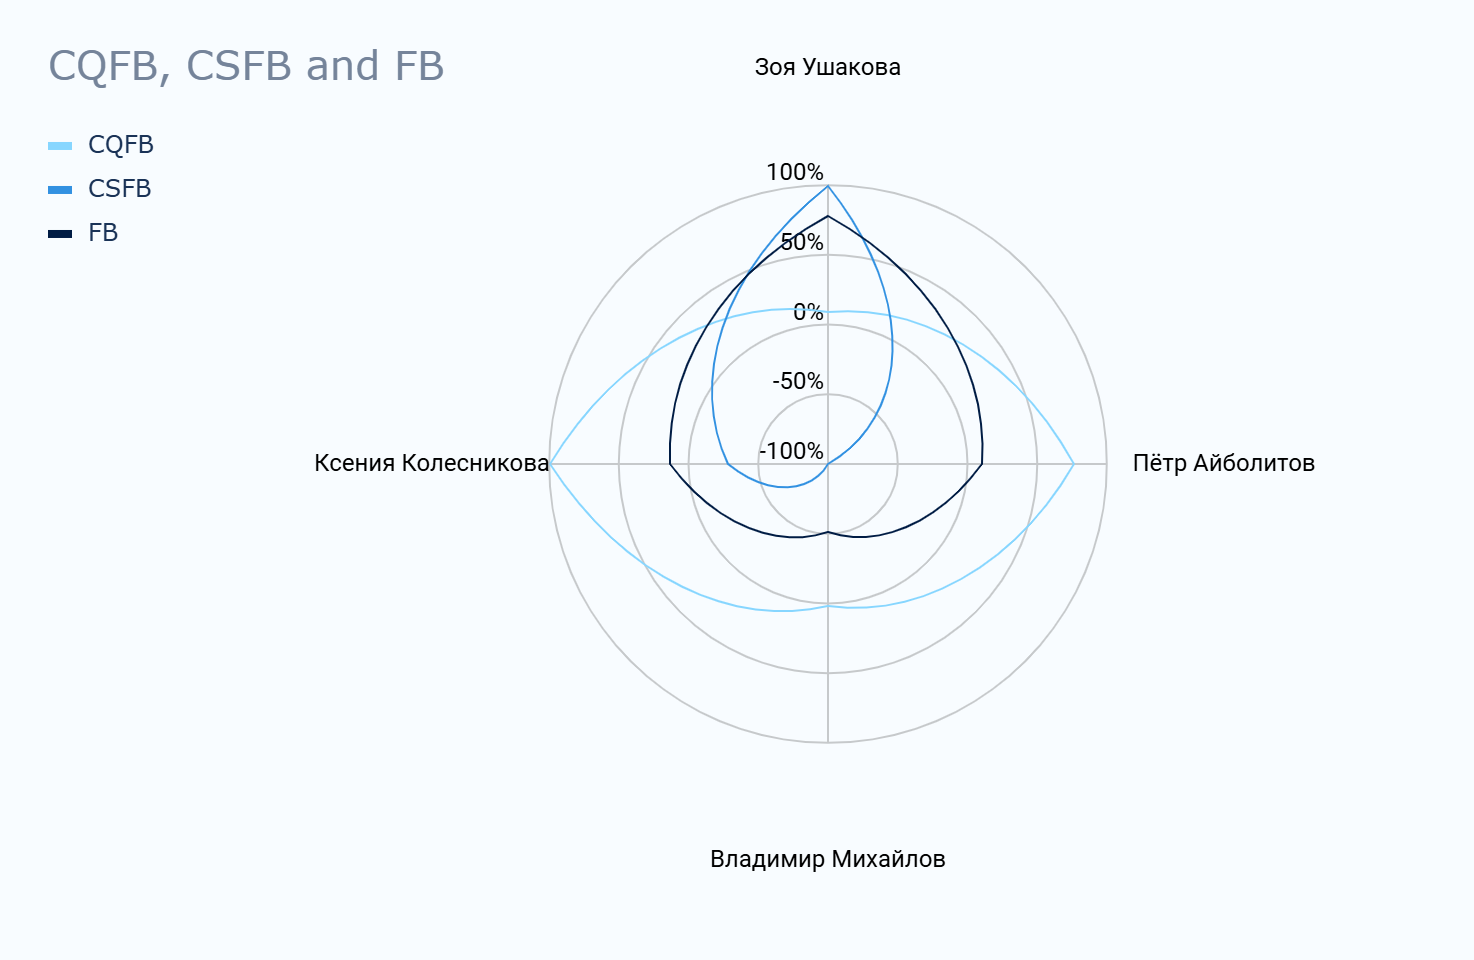 CQFB, CSFB and FB
CQFB
CSFB
FB
Зоя Ушакова
100%
50%
0%
-50%
-100%
Ксения Колесникова
Пётр Айболитов
Владимир Михайлов